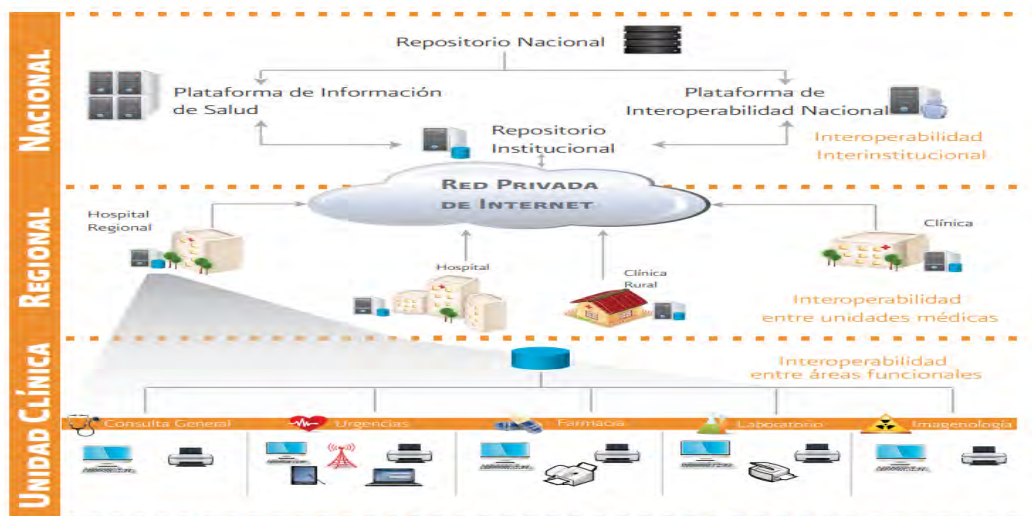 NACIONAL
Repositorio Nacional
Plataforma de Información
de Salud
Plataforma de
Interoperabilidad Nacional
Repositorio
Institucional
Interoperabilidad
Interinstitucional
REGIONAL
RED PRIVADA
DE INTERNET
Hospital
Regional
Clínica
Hospital
Clínica
Rural
Interoperabilidad
entre unidades médicas
UNIDAD CLÍNICA
Interoperabilidad
entre áreas funcionales
Consulta General
Urgencias
Farmacia
Laboratorio
Imagenología